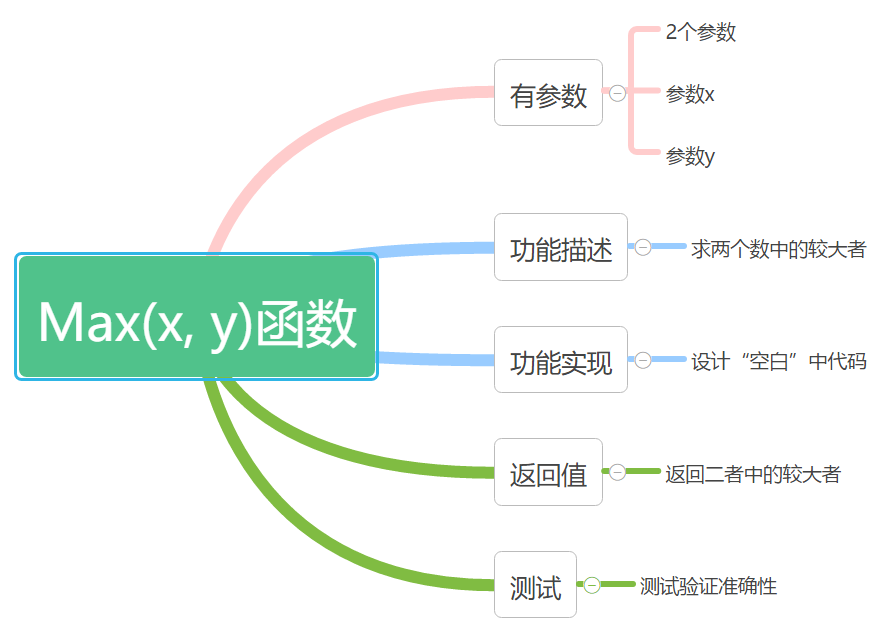 Max(x, y)函数
有参数
2个参数
参数x
参数y
功能描述
求两个数中的较大者
功能实现
设计“空白”中代码
返回值
返回二者中的较大者
测试
测试验证准确性